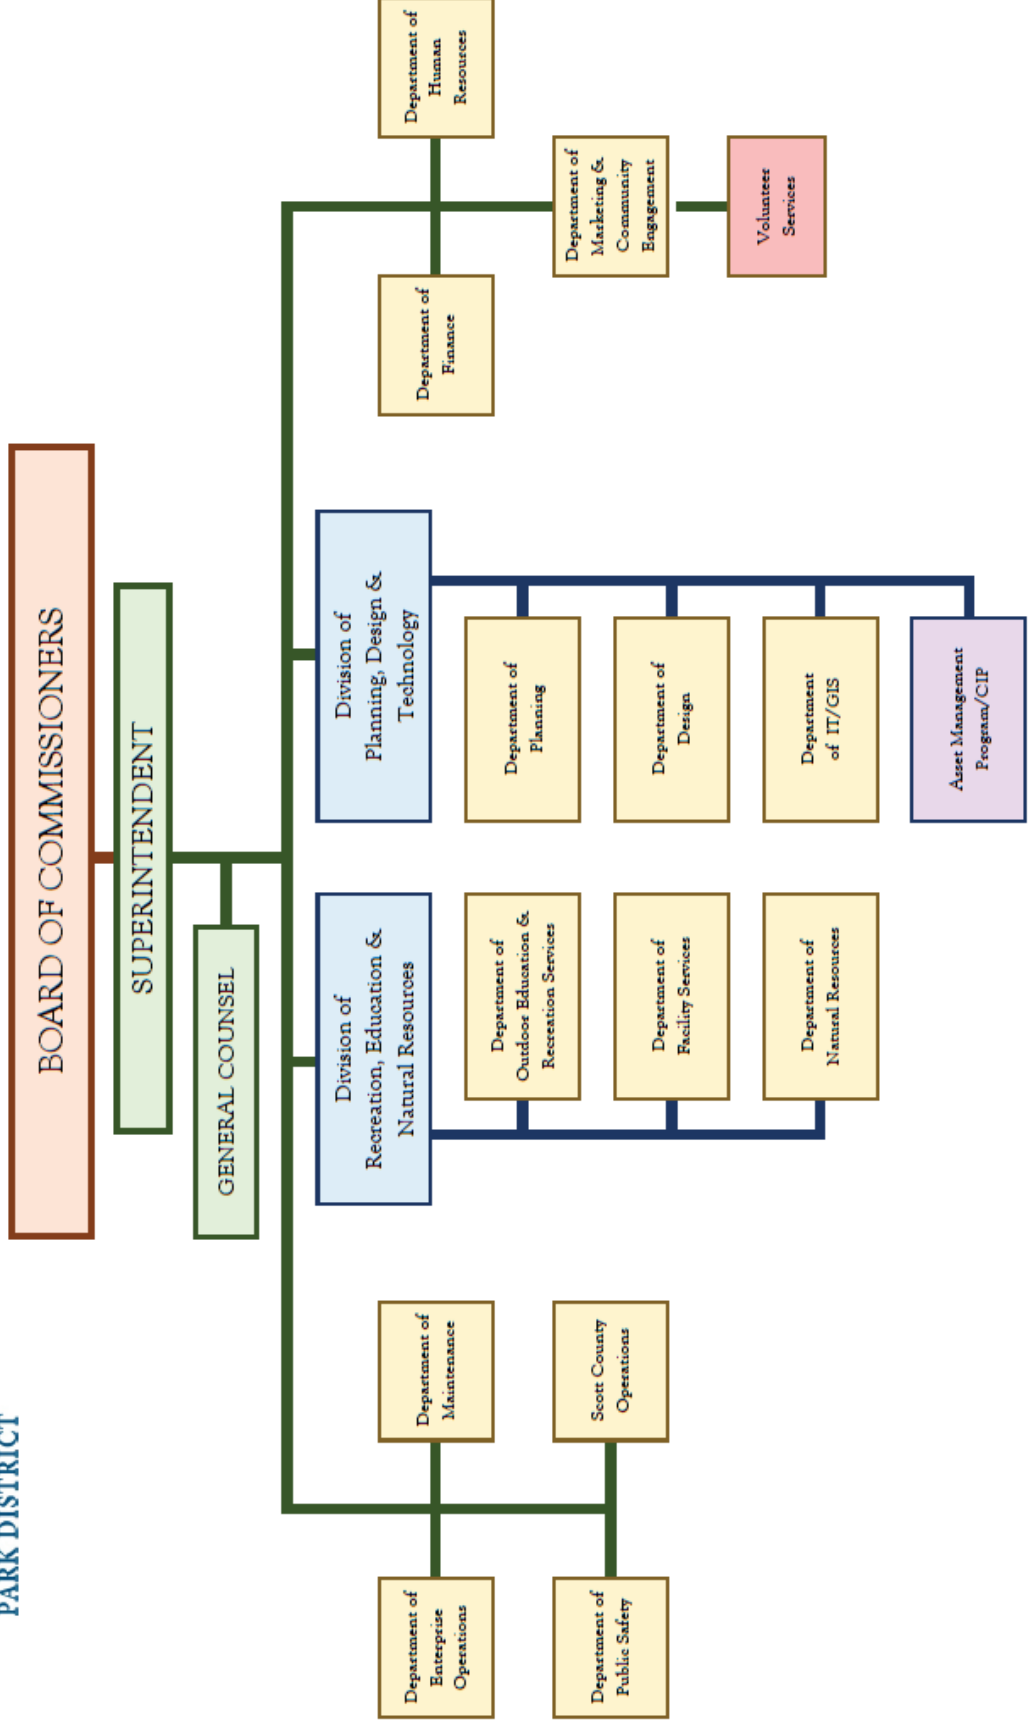 PARK DISTRICT
BOARD OF COMMISSIONERS
SUPERINTENDENT
GENERAL COUNSEL
Department of
Enterprise
Operations
Department of
Maintenance
Department of
Public Safety
Scott County
Operations
Division of
Recreation, Education &
Natural Resources
Department of
Outdoor Education &
Recreation Services
Department of
Facility Services
Department of
Natural Resources
Division of
Planning, Design &
Technology
Department of
Planning
Department of
Design
Department
of IT/GIS
Asset Management
Program/CIP
Department of
Finance
Department of
Human
Resources
Department of
Marketing &
Community
Engagement
Volunteer
Services